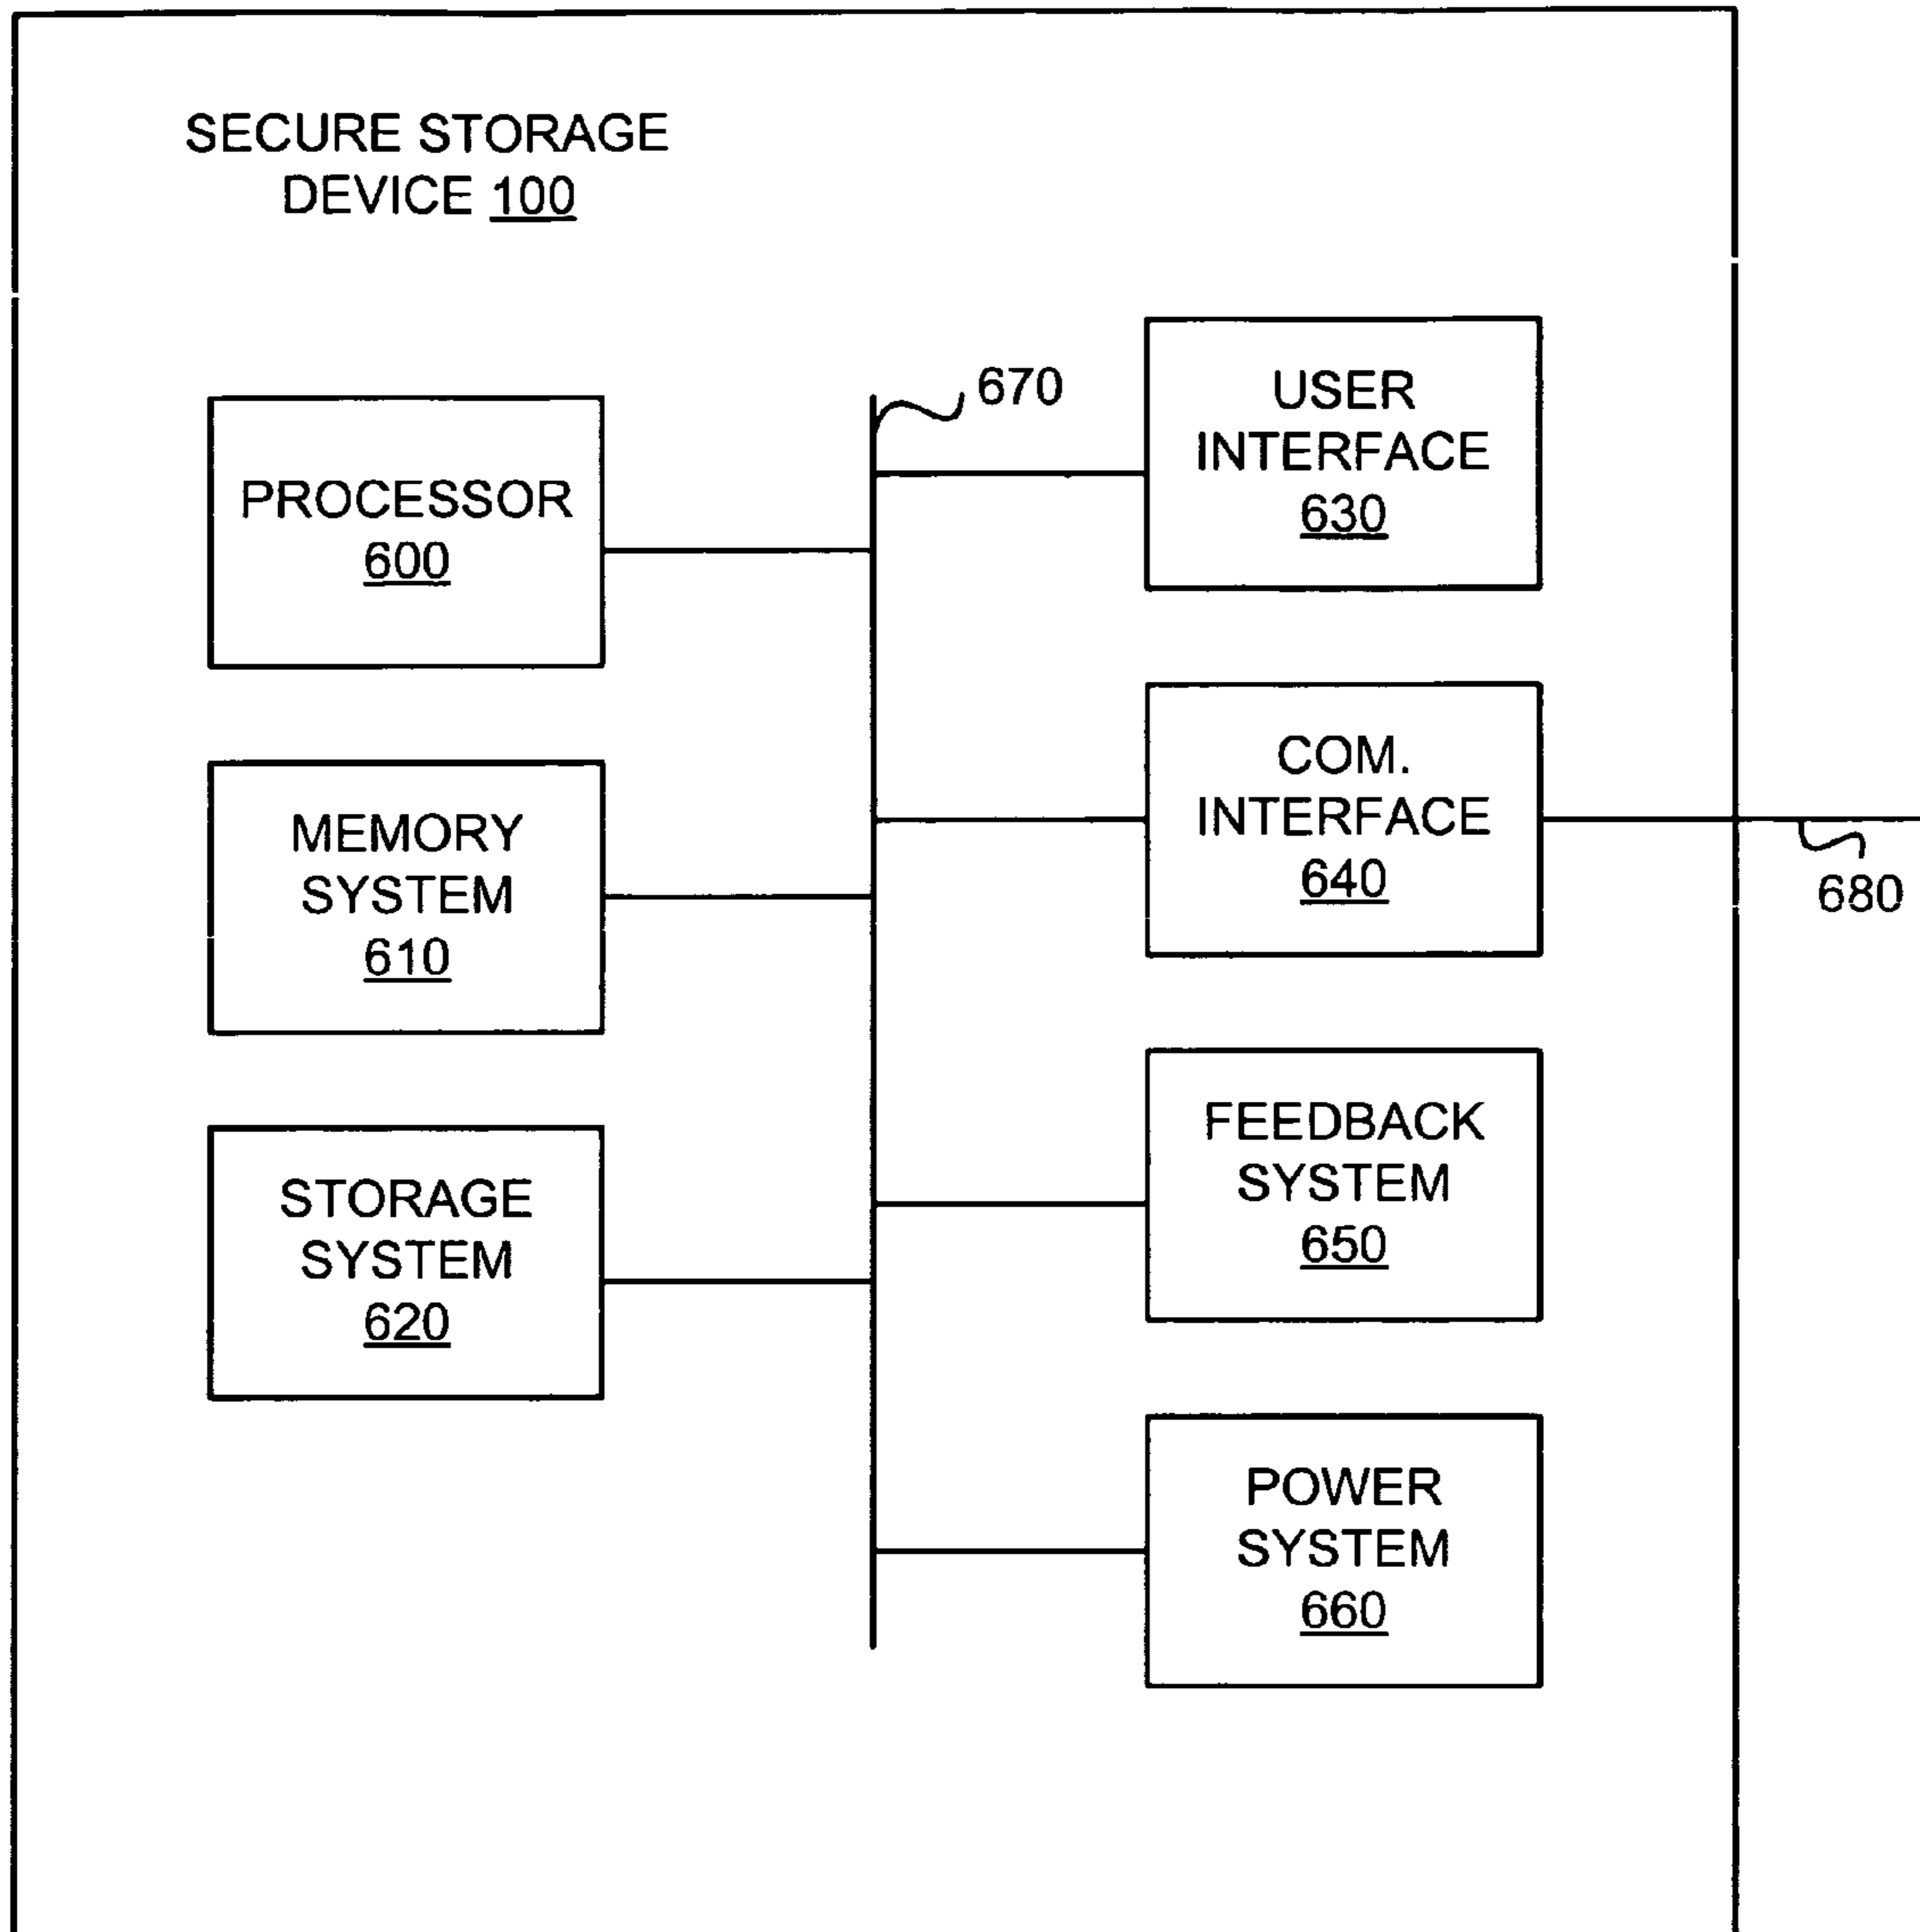 SECURE STORAGE
DEVICE 100
670
USER
INTERFACE
630
PROCESSOR
600
COM.
INTERFACE
640
680
MEMORY
SYSTEM
610
FEEDBACK
SYSTEM
650
STORAGE
SYSTEM
620
POWER
SYSTEM
660